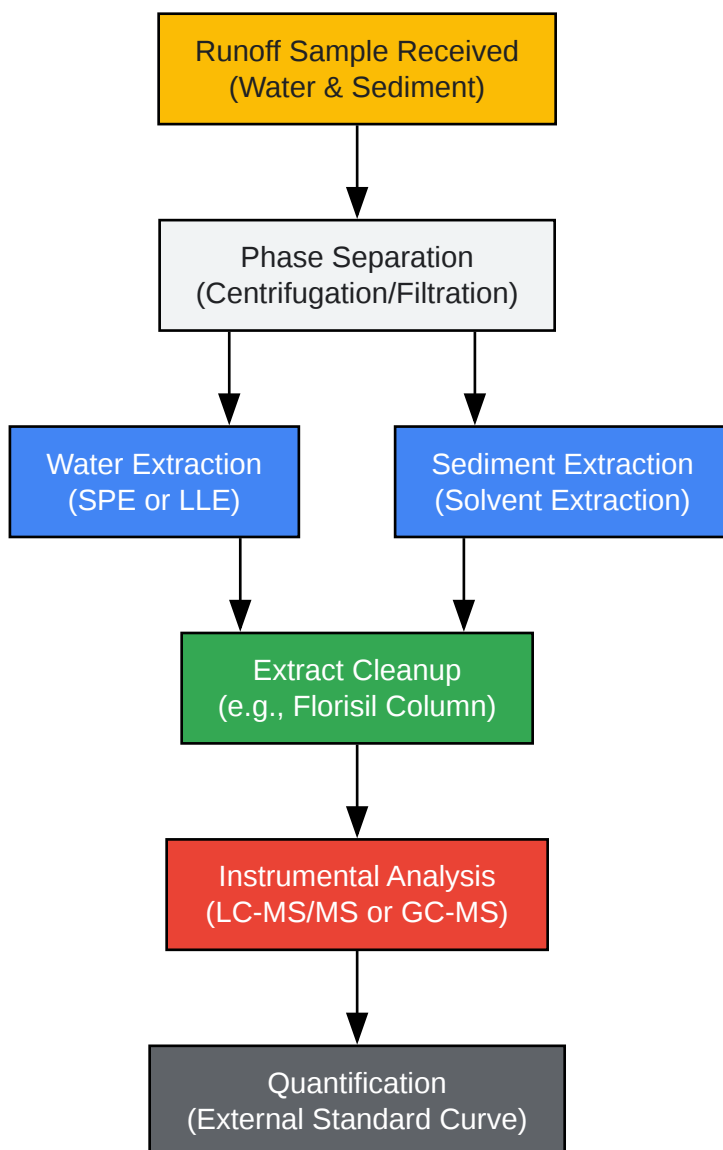 Runoff Sample Received
(Water & Sediment)
Phase Separation
(Centrifugation/Filtration)
Water Extraction
(SPE or LLE)
Sediment Extraction
(Solvent Extraction)
Extract Cleanup
(e.g., Florisil Column)
Instrumental Analysis
(LC-MS/MS or GC-MS)
Quantification
(External Standard Curve)